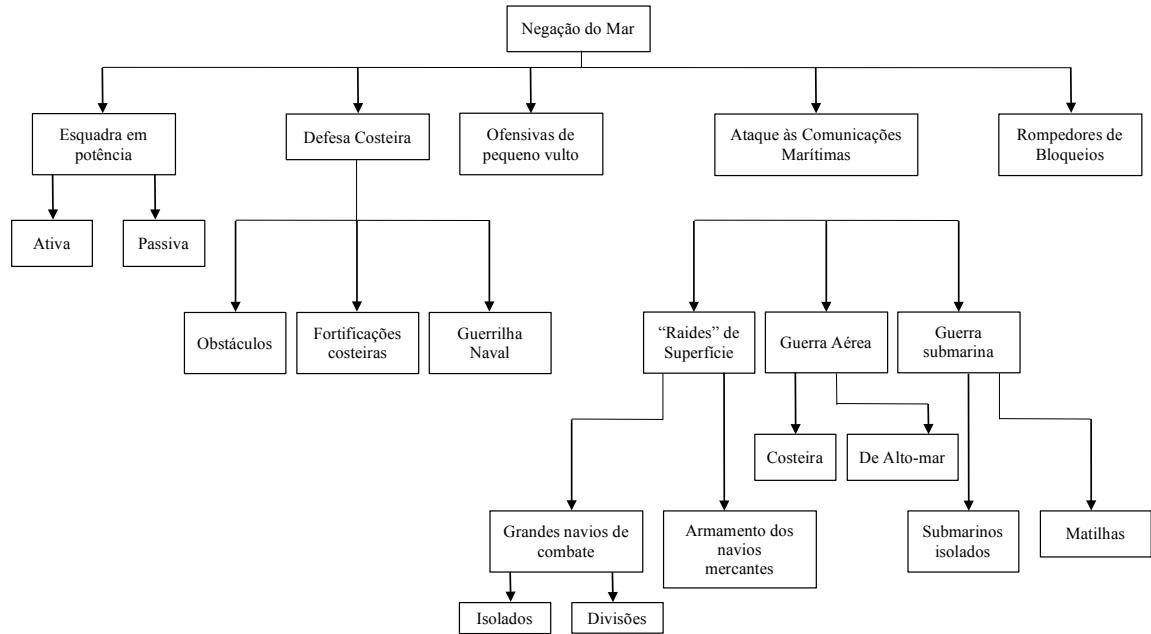 Negação do Mar
Esquadra em
potência
Defesa Costeira
Ofensivas de
pequeno vulto
Ataque às Comunicações
Marítimas
Rompedores de
Bloqueios
Ativa
Passiva
Obstáculos
Fortificações
costeiras
Guerrilha
Naval
“Raides” de
Superfície
Guerra Aérea
Guerra
submarina
Costeira
De Alto-mar
Grandes navios de
combate
Armamento dos
navios
mercantes
Submarinos
isolados
Matilhas
Isolados
Divisões